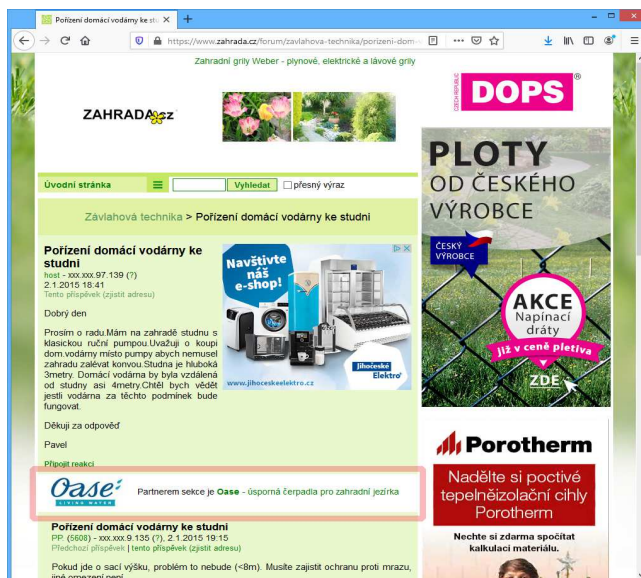 Pořízení domácí vodárny ke stu
https://www.zahrada.cz/forum/zavlahova-technika/porizeni-dom-v
Zahradní grily Weber - plynové, elektrické a lávové grily
ZAHRADA.cz
Úvodní stránka
Vyhledat
přesný výraz
Závlahová technika > Pořízení domácí vodárny ke studni
Pořízení domácí vodárny ke
studni
host - xxx.xxx.97.139 (?)
2.1.2015 18:41
Tento příspěvek (zjistit adresu)
Dobrý den
Prosím o radu.Mám na zahradě studnu s
klasickou ruční pumpou.Uvažuji o koupi
dom.vodárny místo pumpy abych nemusel
zahradu zalévat konvou.Studna je hluboká
3metry. Domácí vodárna by byla vzdálená
od studny asi 4metry.Chtěl bych vědět
jestli vodárna za těchto podmínek bude
fungovat.
Děkuji za odpověď
Pavel
Připojit reakci
Navštivte
náš
e-shop!
www.jihoceskeelektro.cz
Jihočeské
Elektro
Oase
LIVING WATER
Partnerem sekce je Oase - úsporná čerpadla pro zahradní jezírka
Pořízení domácí vodárny ke studni
PP. (5608) - xxx.xxx.9.135 (?), 2.1.2015 19:15
Předchozí příspěvek | tento příspěvek (zjistit adresu)
Pokud jde o sací výšku, problém to nebude (<8m). Musíte zajistit ochranu proti mrazu,
CZECH REPUBLIC
DOPS®
PLOTY
OD ČESKÉHO
VÝROBCE
ČESKÝ
VÝROBCE
AKCE
Napínací
dráty
již v ceně pletiva
ZDE
Porotherm
Nadělte si poctivé
tepelněizolační cihly
Porotherm
Nechte si zdarma spočítat
kalkulaci materiálu.